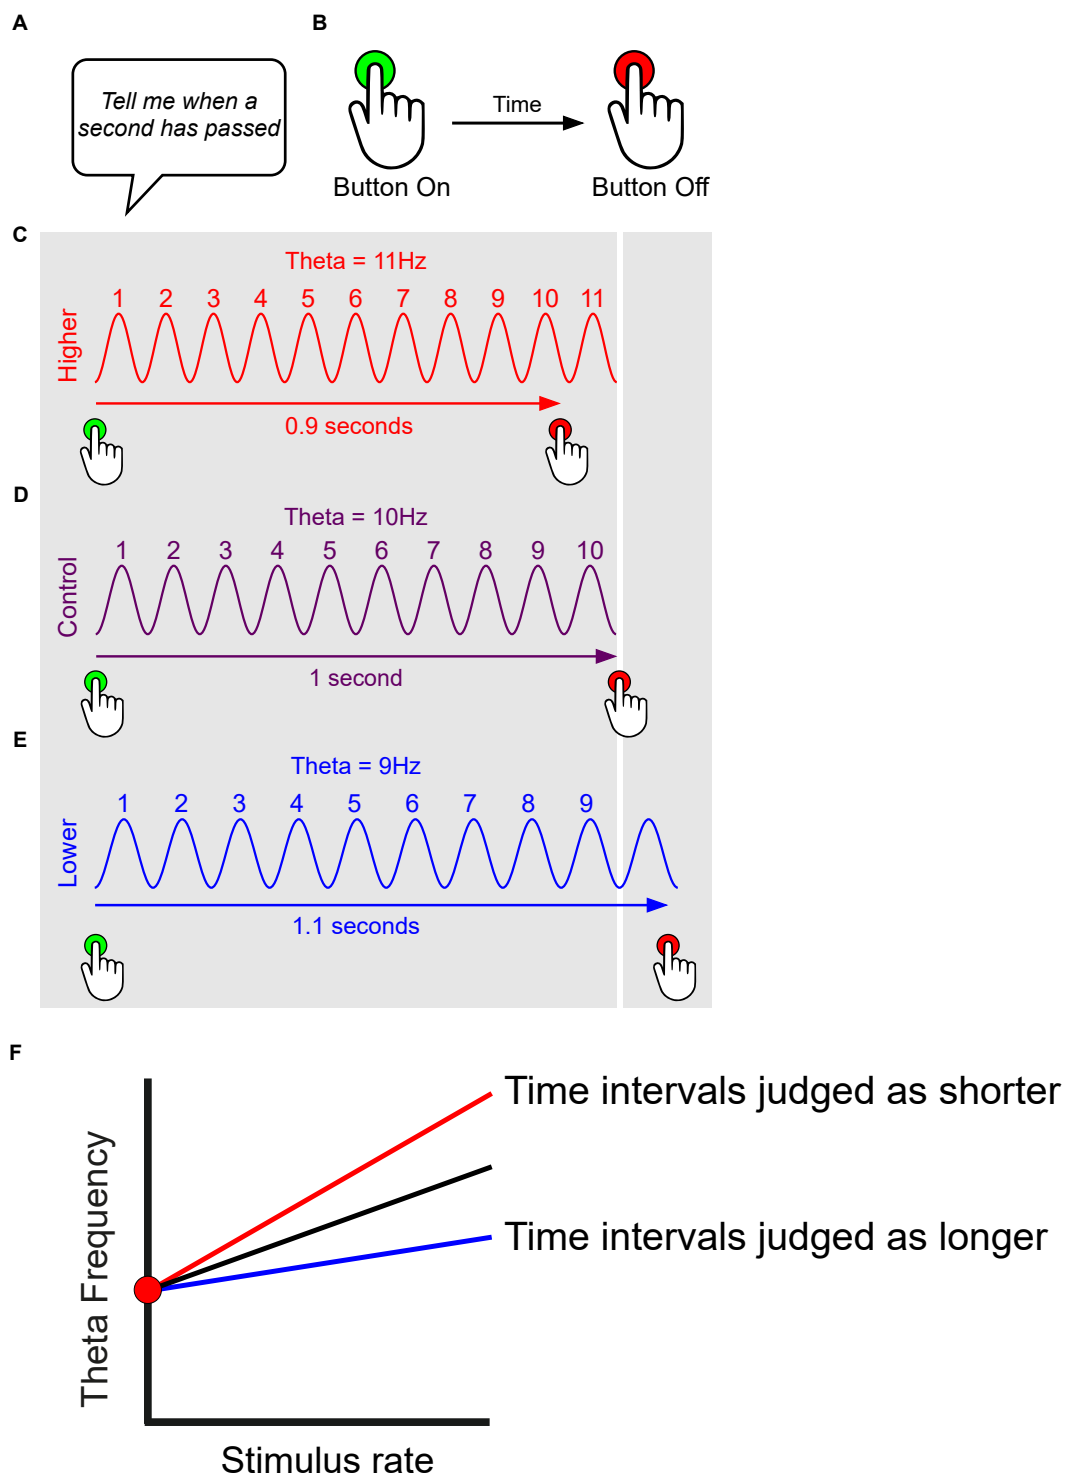 A
B
Tell me when a
second has passed
Time
Button On
Button Off
C
Theta = 11Hz
1 2 3 4 5 6 7 8 9 10 11
Higher
0.9 seconds
D
Theta = 10Hz
1 2 3 4 5 6 7 8 9 10
Control
1 second
E
Theta = 9Hz
1 2 3 4 5 6 7 8 9
Lower
1.1 seconds
F
Time intervals judged as shorter
Time intervals judged as longer
Theta Frequency
Stimulus rate